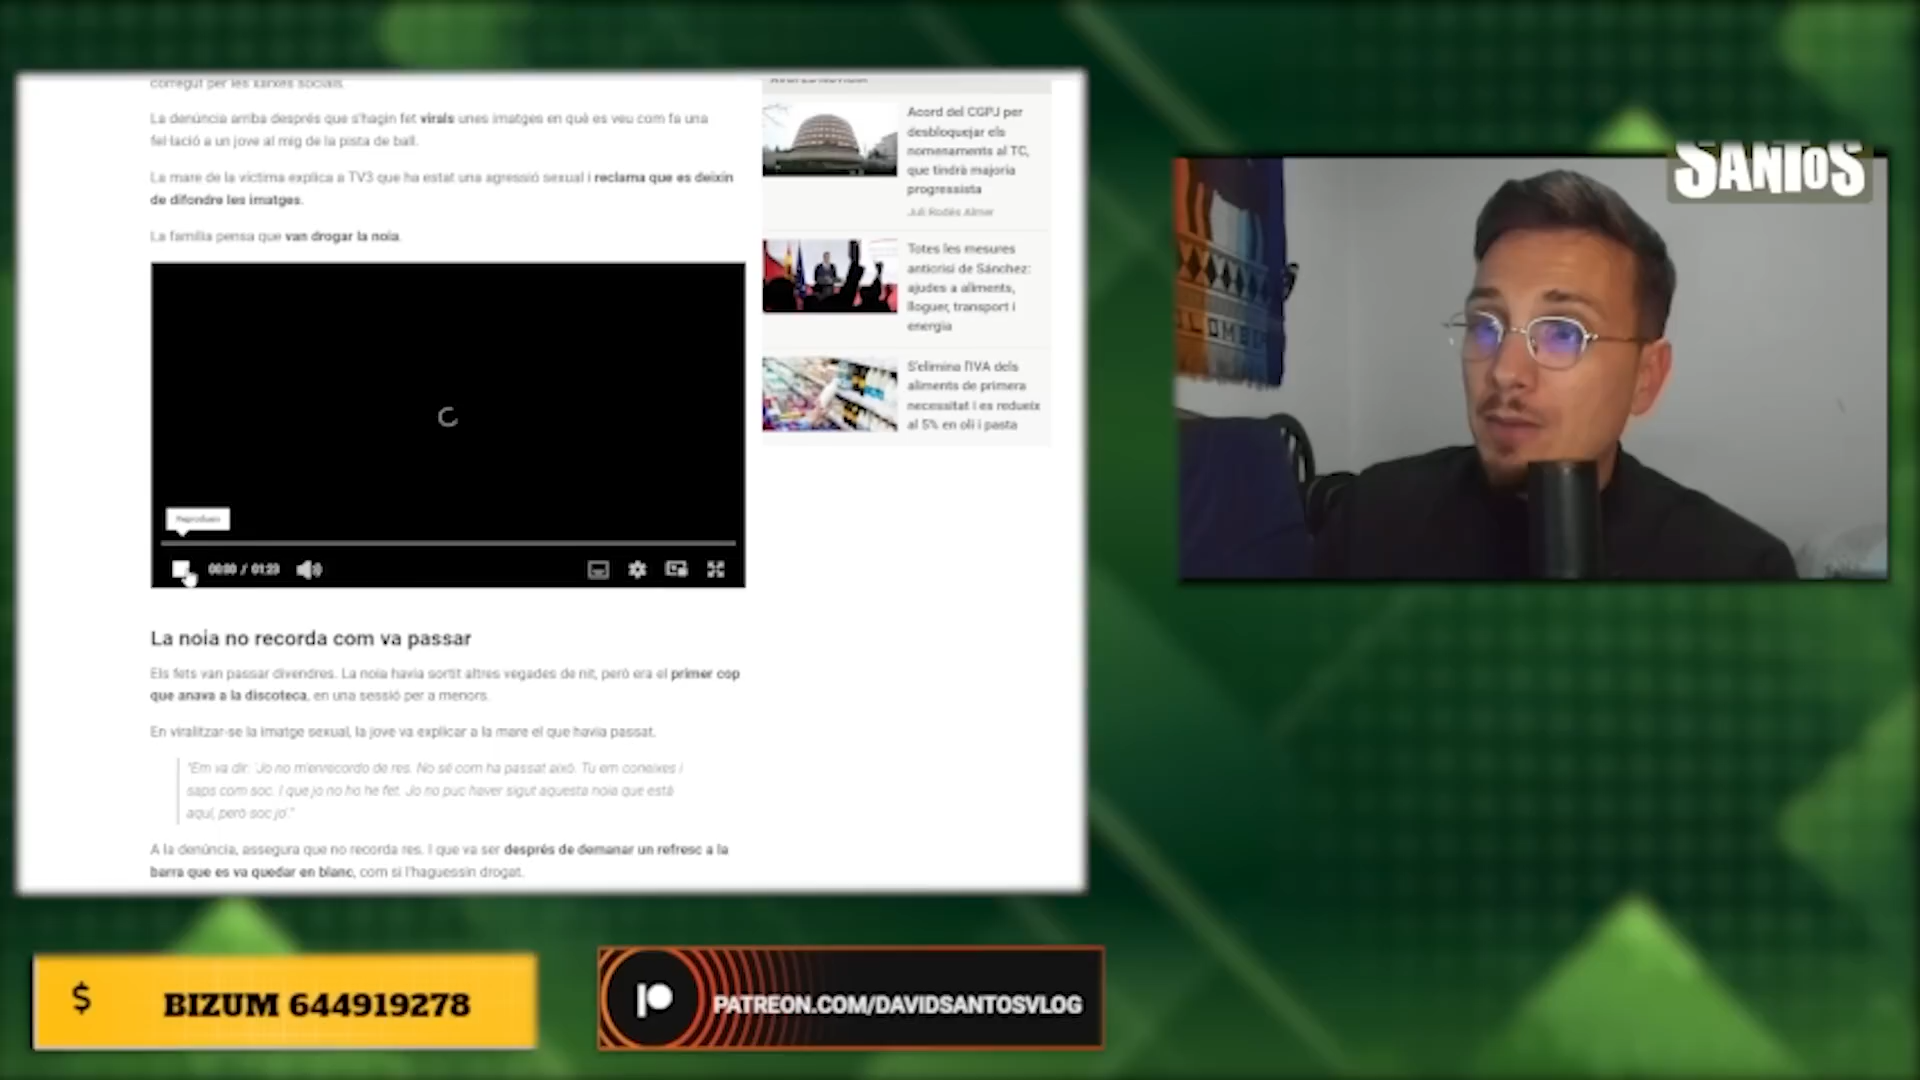 corregut per les xarxes socials.
La denúncia arriba després que s'hagin fet virals unes imatges en què es veu com fa una
fel·lació a un jove al mig de la pista de ball.
La mare de la víctima explica a TV3 que ha estat una agressió sexual i reclama que es deixin
de difondre les imatges.
La família pensa que van drogar la noia.
00:00 / 01:23
La noia no recorda com va passar
Els fets van passar divendres. La noia havia sortit altres vegades de nit, però era el primer cop
que anava a la discoteca, en una sessió per a menors.
En viralitzar-se la imatge sexual, la jove va explicar a la mare el que havia passat.
"Em va dir: 'Jo no m'enrecordo de res. No sé com ha passat això. Tu em coneixes i
saps com soc. I que jo no ho he fet. Jo no puc haver sigut aquesta noia que està
aquí, però soc jo'."
A la denúncia, assegura que no recorda res. I que va ser després de demanar un refresc a la
barra que es va quedar en blanc, com si l'haguessin drogat.
Acord del CGPJ per
desbloquejar els
nomenaments al TC,
que tindrà majoria
progressista
Juli Rodés Almer
Totes les mesures
anticrisi de Sánchez:
ajudes a aliments,
lloguer, transport i
energia
S'elimina l'IVA dels
aliments de primera
necessitat i es redueix
al 5% en oli i pasta
SANTOS
$ BIZUM 644919278
PATREON.COM/DAVIDSANTOSVLOG